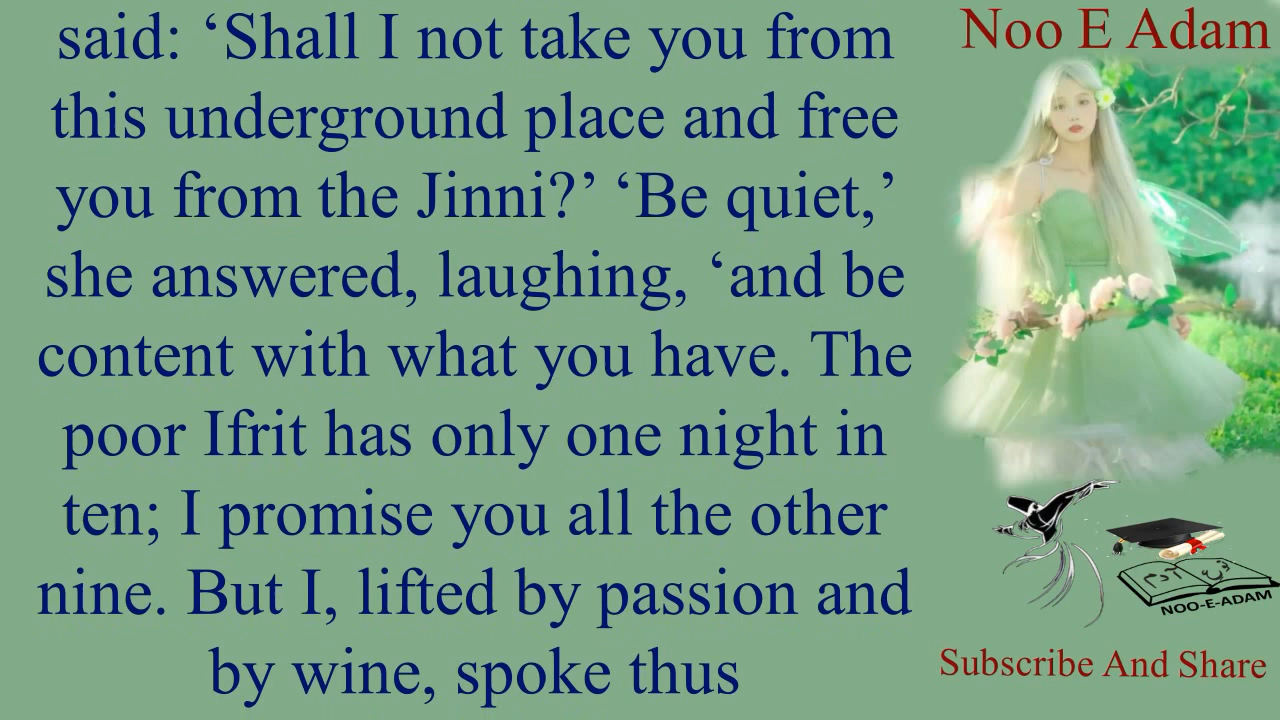 said: ‘Shall I not take you from
this underground place and free
you from the Jinni?’ ‘Be quiet,’
she answered, laughing, ‘and be
content with what you have. The
poor Ifrit has only one night in
ten; I promise you all the other
nine. But I, lifted by passion and
by wine, spoke thus
Noo E Adam
نوع آدم
NOO-E-ADAM
Subscribe And Share